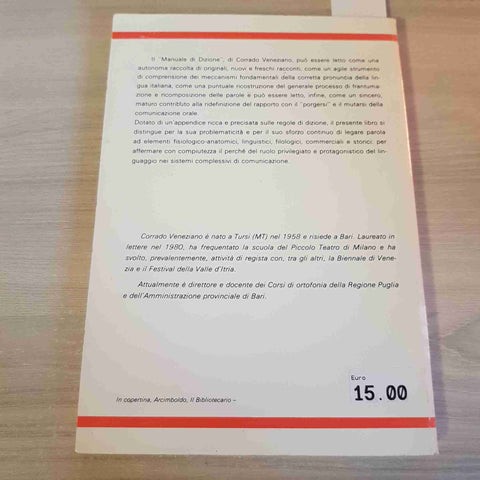 Il "Manuale di Dizione", di Corrado Veneziano, può essere letto come una
autonoma raccolta di originali, nuovi e freschi racconti, come un agile strumento
di comprensione dei meccanismi fondamentali della corretta pronuncia della lin-
gua italiana, come una puntuale ricostruzione del generale processo di frantuma-
zione e ricomposizione delle parole e può essere letto, infine, come un sincero,
maturo contributo alla ridefinizione del rapporto con il "porgersi" e il mutarsi della
comunicazione orale.
Dotato di un'appendice ricca e precisata sulle regole di dizione, il presente libro si
distingue per la sua problematicità e per il suo sforzo continuo di legare parola
ad elementi fisiologico-anatomici, linguistici, filologici, commerciali e storici: per
affermare con compiutezza il perché del ruolo privilegiato e protagonistico del lin-
guaggio nei sistemi complessivi di comunicazione.
Corrado Veneziano è nato a Tursi (MT) nel 1958 e risiede a Bari. Laureato in
lettere nel 1980, ha frequentato la scuola del Piccolo Teatro di Milano e ha
svolto, prevalentemente, attività di regista con, tra gli altri, la Biennale di Vene-
zia e il Festival della Valle d'Itria.
Attualmente è direttore e docente dei Corsi di ortofonia della Regione Puglia
e dell'Amministrazione provinciale di Bari.
Euro
15.00
In copertina, Arcimboldo, Il Bibliotecario –